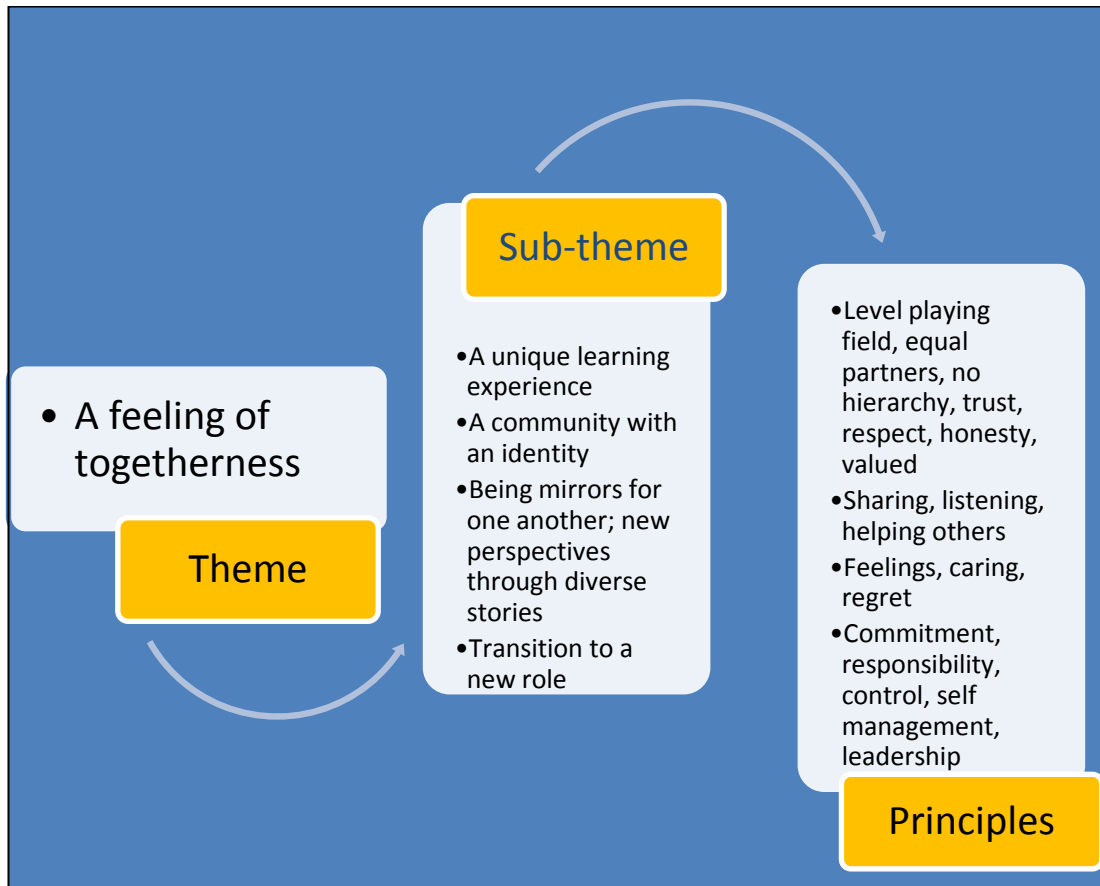 • A feeling of
togetherness
Theme
Sub-theme
•A unique learning
experience
•A community with
an identity
•Being mirrors for
one another; new
perspectives
through diverse
stories
•Transition to a
new role
•Level playing
field, equal
partners, no
hierarchy, trust,
respect, honesty,
valued
•Sharing, listening,
helping others
•Feelings, caring,
regret
•Commitment,
responsibility,
control, self
management,
leadership
Principles